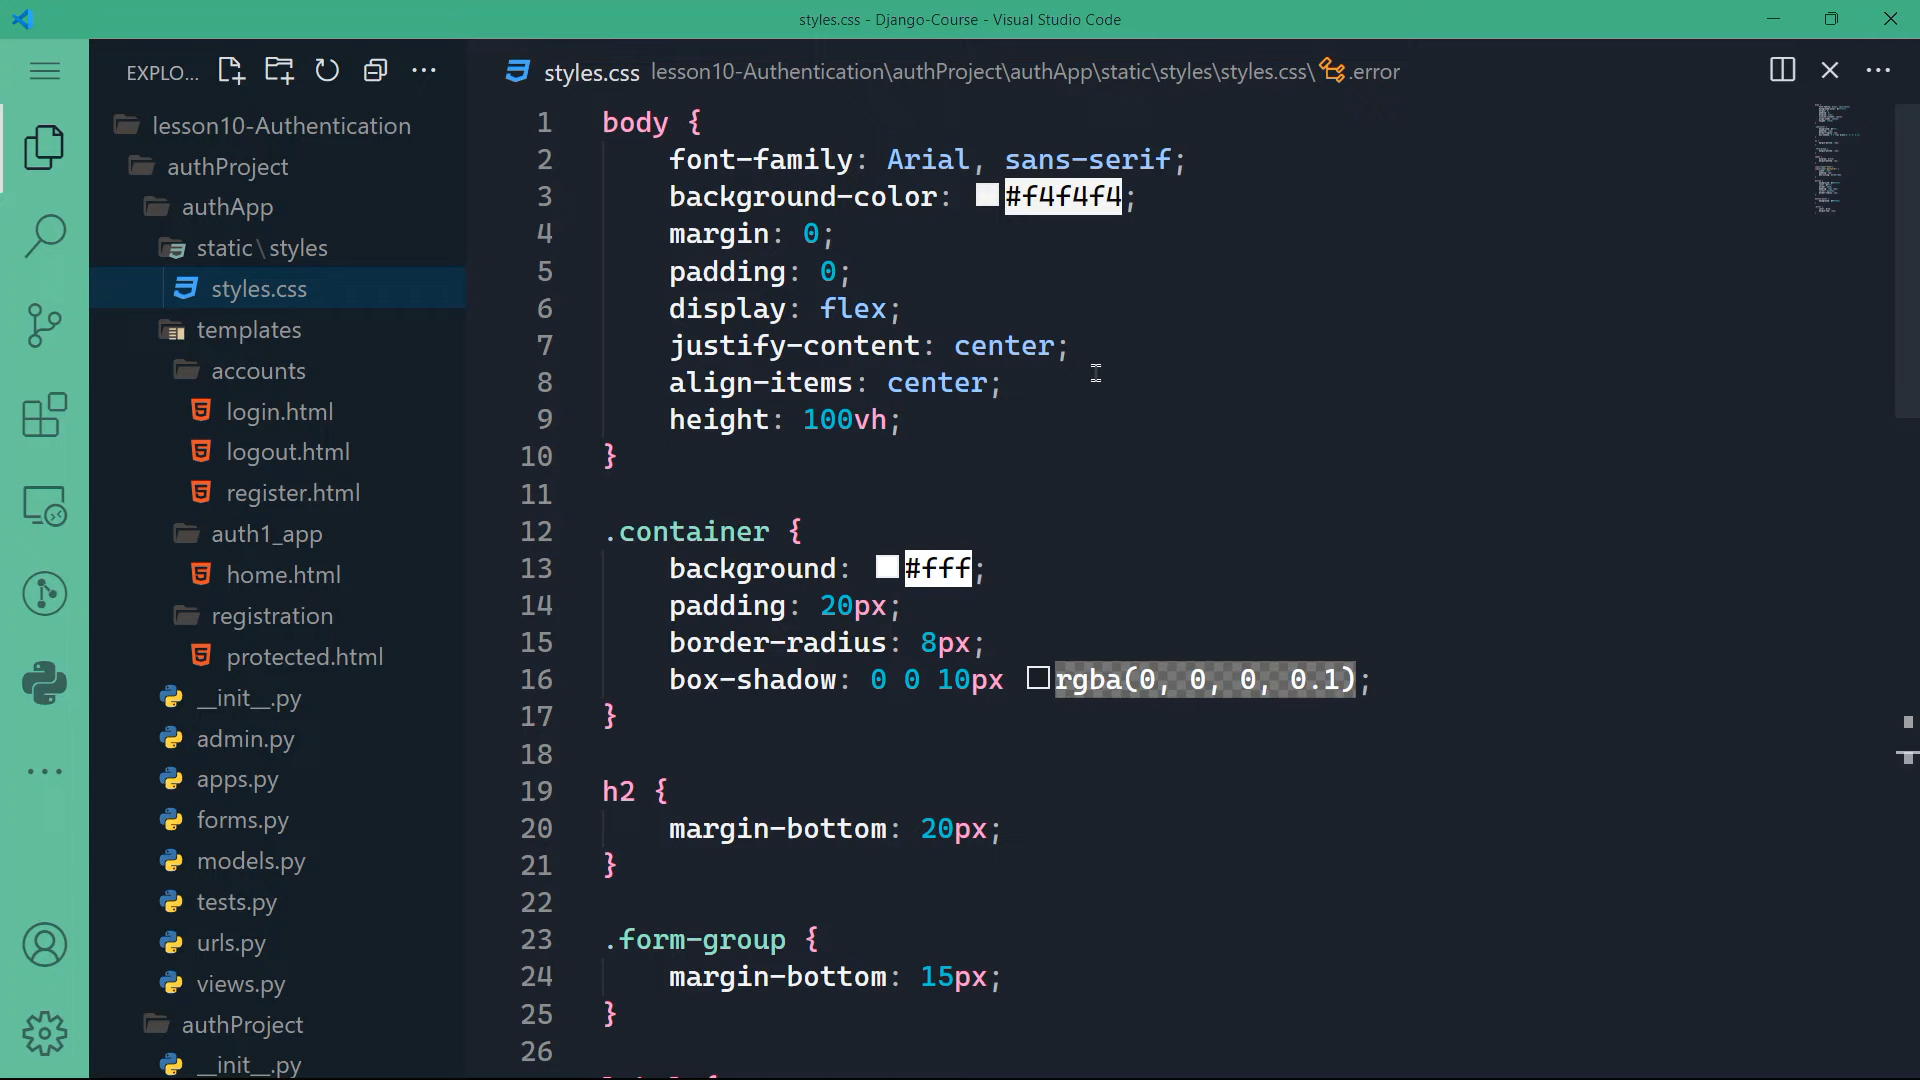 styles.css - Django-Course - Visual Studio Code
EXPLO...
styles.css lesson10-Authentication\authProject\authApp\static\styles\styles.css\ .error
lesson10-Authentication
authProject
authApp
static\styles
styles.css
templates
accounts
login.html
logout.html
register.html
auth1_app
home.html
registration
protected.html
__init__.py
admin.py
apps.py
forms.py
models.py
tests.py
urls.py
views.py
authProject
__init__.py
1 body {
2 font-family: Arial, sans-serif;
3 background-color: #f4f4f4;
4 margin: 0;
5 padding: 0;
6 display: flex;
7 justify-content: center;
8 align-items: center;
9 height: 100vh;
10 }
11
12 .container {
13 background: #fff;
14 padding: 20px;
15 border-radius: 8px;
16 box-shadow: 0 0 10px rgba(0, 0, 0, 0.1);
17 }
18
19 h2 {
20 margin-bottom: 20px;
21 }
22
23 .form-group {
24 margin-bottom: 15px;
25 }
26